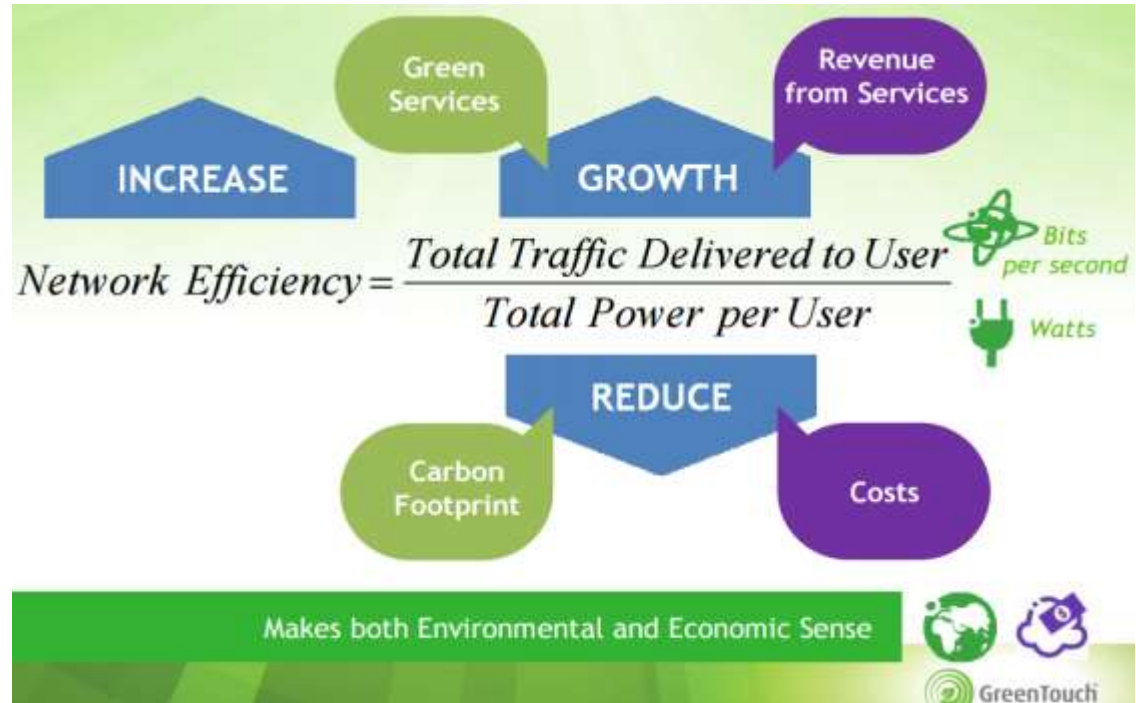 Green
Services
Revenue
from Services
INCREASE
GROWTH
Network Efficiency = Total Traffic Delivered to User
Total Power per User
Bits
per second
Watts
REDUCE
Carbon
Footprint
Costs
Makes both Environmental and Economic Sense
GreenTouch